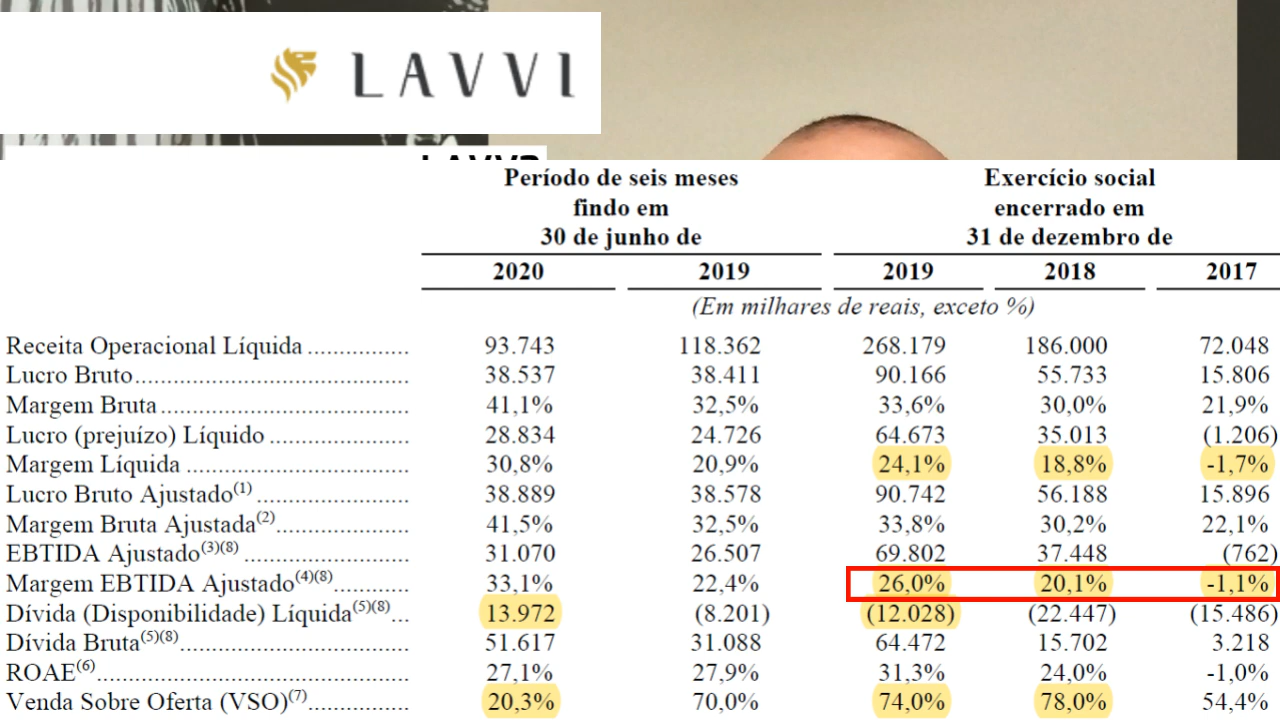 LAVVI
Período de seis meses
findo em
30 de junho de
Exercício social
encerrado em
31 de dezembro de
2020 2019 2019 2018 2017
(Em milhares de reais, exceto %)
Receita Operacional Líquida ................ 93.743 118.362 268.179 186.000 72.048
Lucro Bruto.......................................... 38.537 38.411 90.166 55.733 15.806
Margem Bruta ...................................... 41,1% 32,5% 33,6% 30,0% 21,9%
Lucro (prejuízo) Líquido ..................... 28.834 24.726 64.673 35.013 (1.206)
Margem Líquida .................................. 30,8% 20,9% 24,1% 18,8% -1,7%
Lucro Bruto Ajustado(1) ....................... 38.889 38.578 90.742 56.188 15.896
Margem Bruta Ajustada(2).................... 41,5% 32,5% 33,8% 30,2% 22,1%
EBTIDA Ajustado(3)(8) ......................... 31.070 26.507 69.802 37.448 (762)
Margem EBTIDA Ajustado(4)(8)........... 33,1% 22,4% 26,0% 20,1% -1,1%
Dívida (Disponibilidade) Líquida(5)(8)... 13.972 (8.201) (12.028) (22.447) (15.486)
Dívida Bruta(5)(8)................................... 51.617 31.088 64.472 15.702 3.218
ROAE(6)................................................ 27,1% 27,9% 31,3% 24,0% -1,0%
Venda Sobre Oferta (VSO)(7)................ 20,3% 70,0% 74,0% 78,0% 54,4%